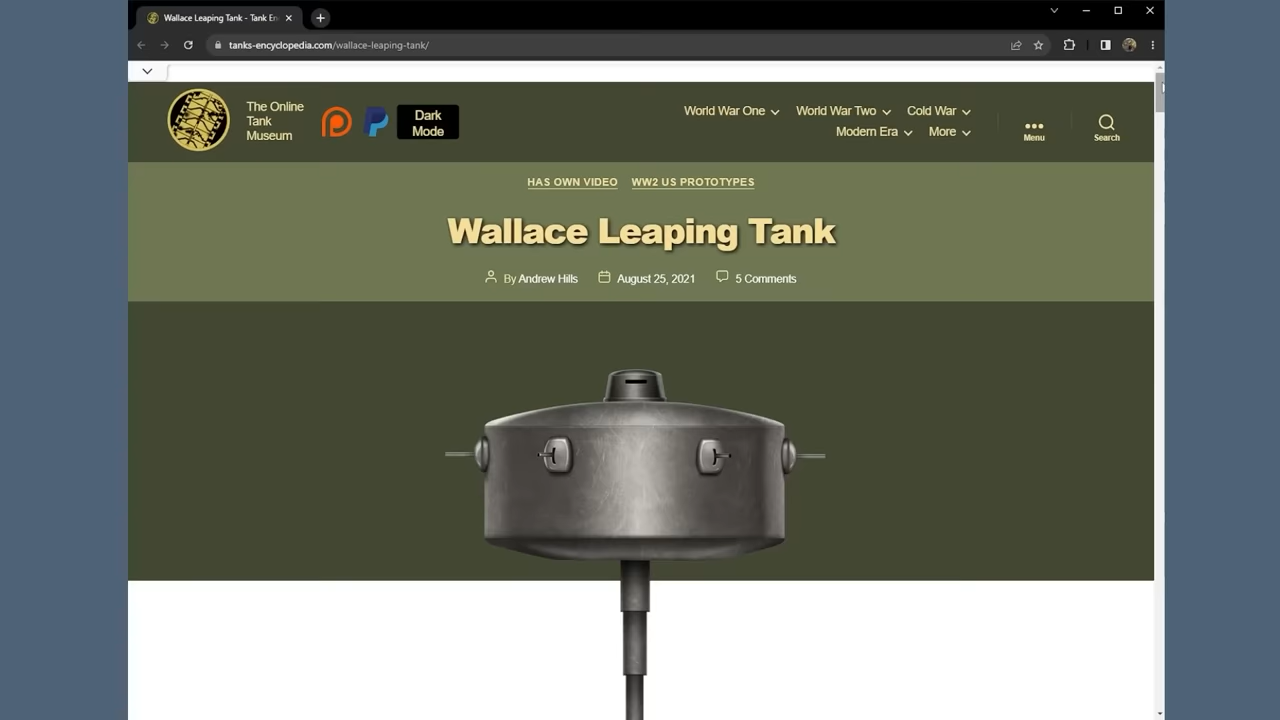 Wallace Leaping Tank - Tank En
tanks-encyclopedia.com/wallace-leaping-tank/
The Online
Tank
Museum
Dark
Mode
World War One
World War Two
Cold War
Modern Era
More
Menu
Search
HAS OWN VIDEO
WW2 US PROTOTYPES
Wallace Leaping Tank
By Andrew Hills
August 25, 2021
5 Comments